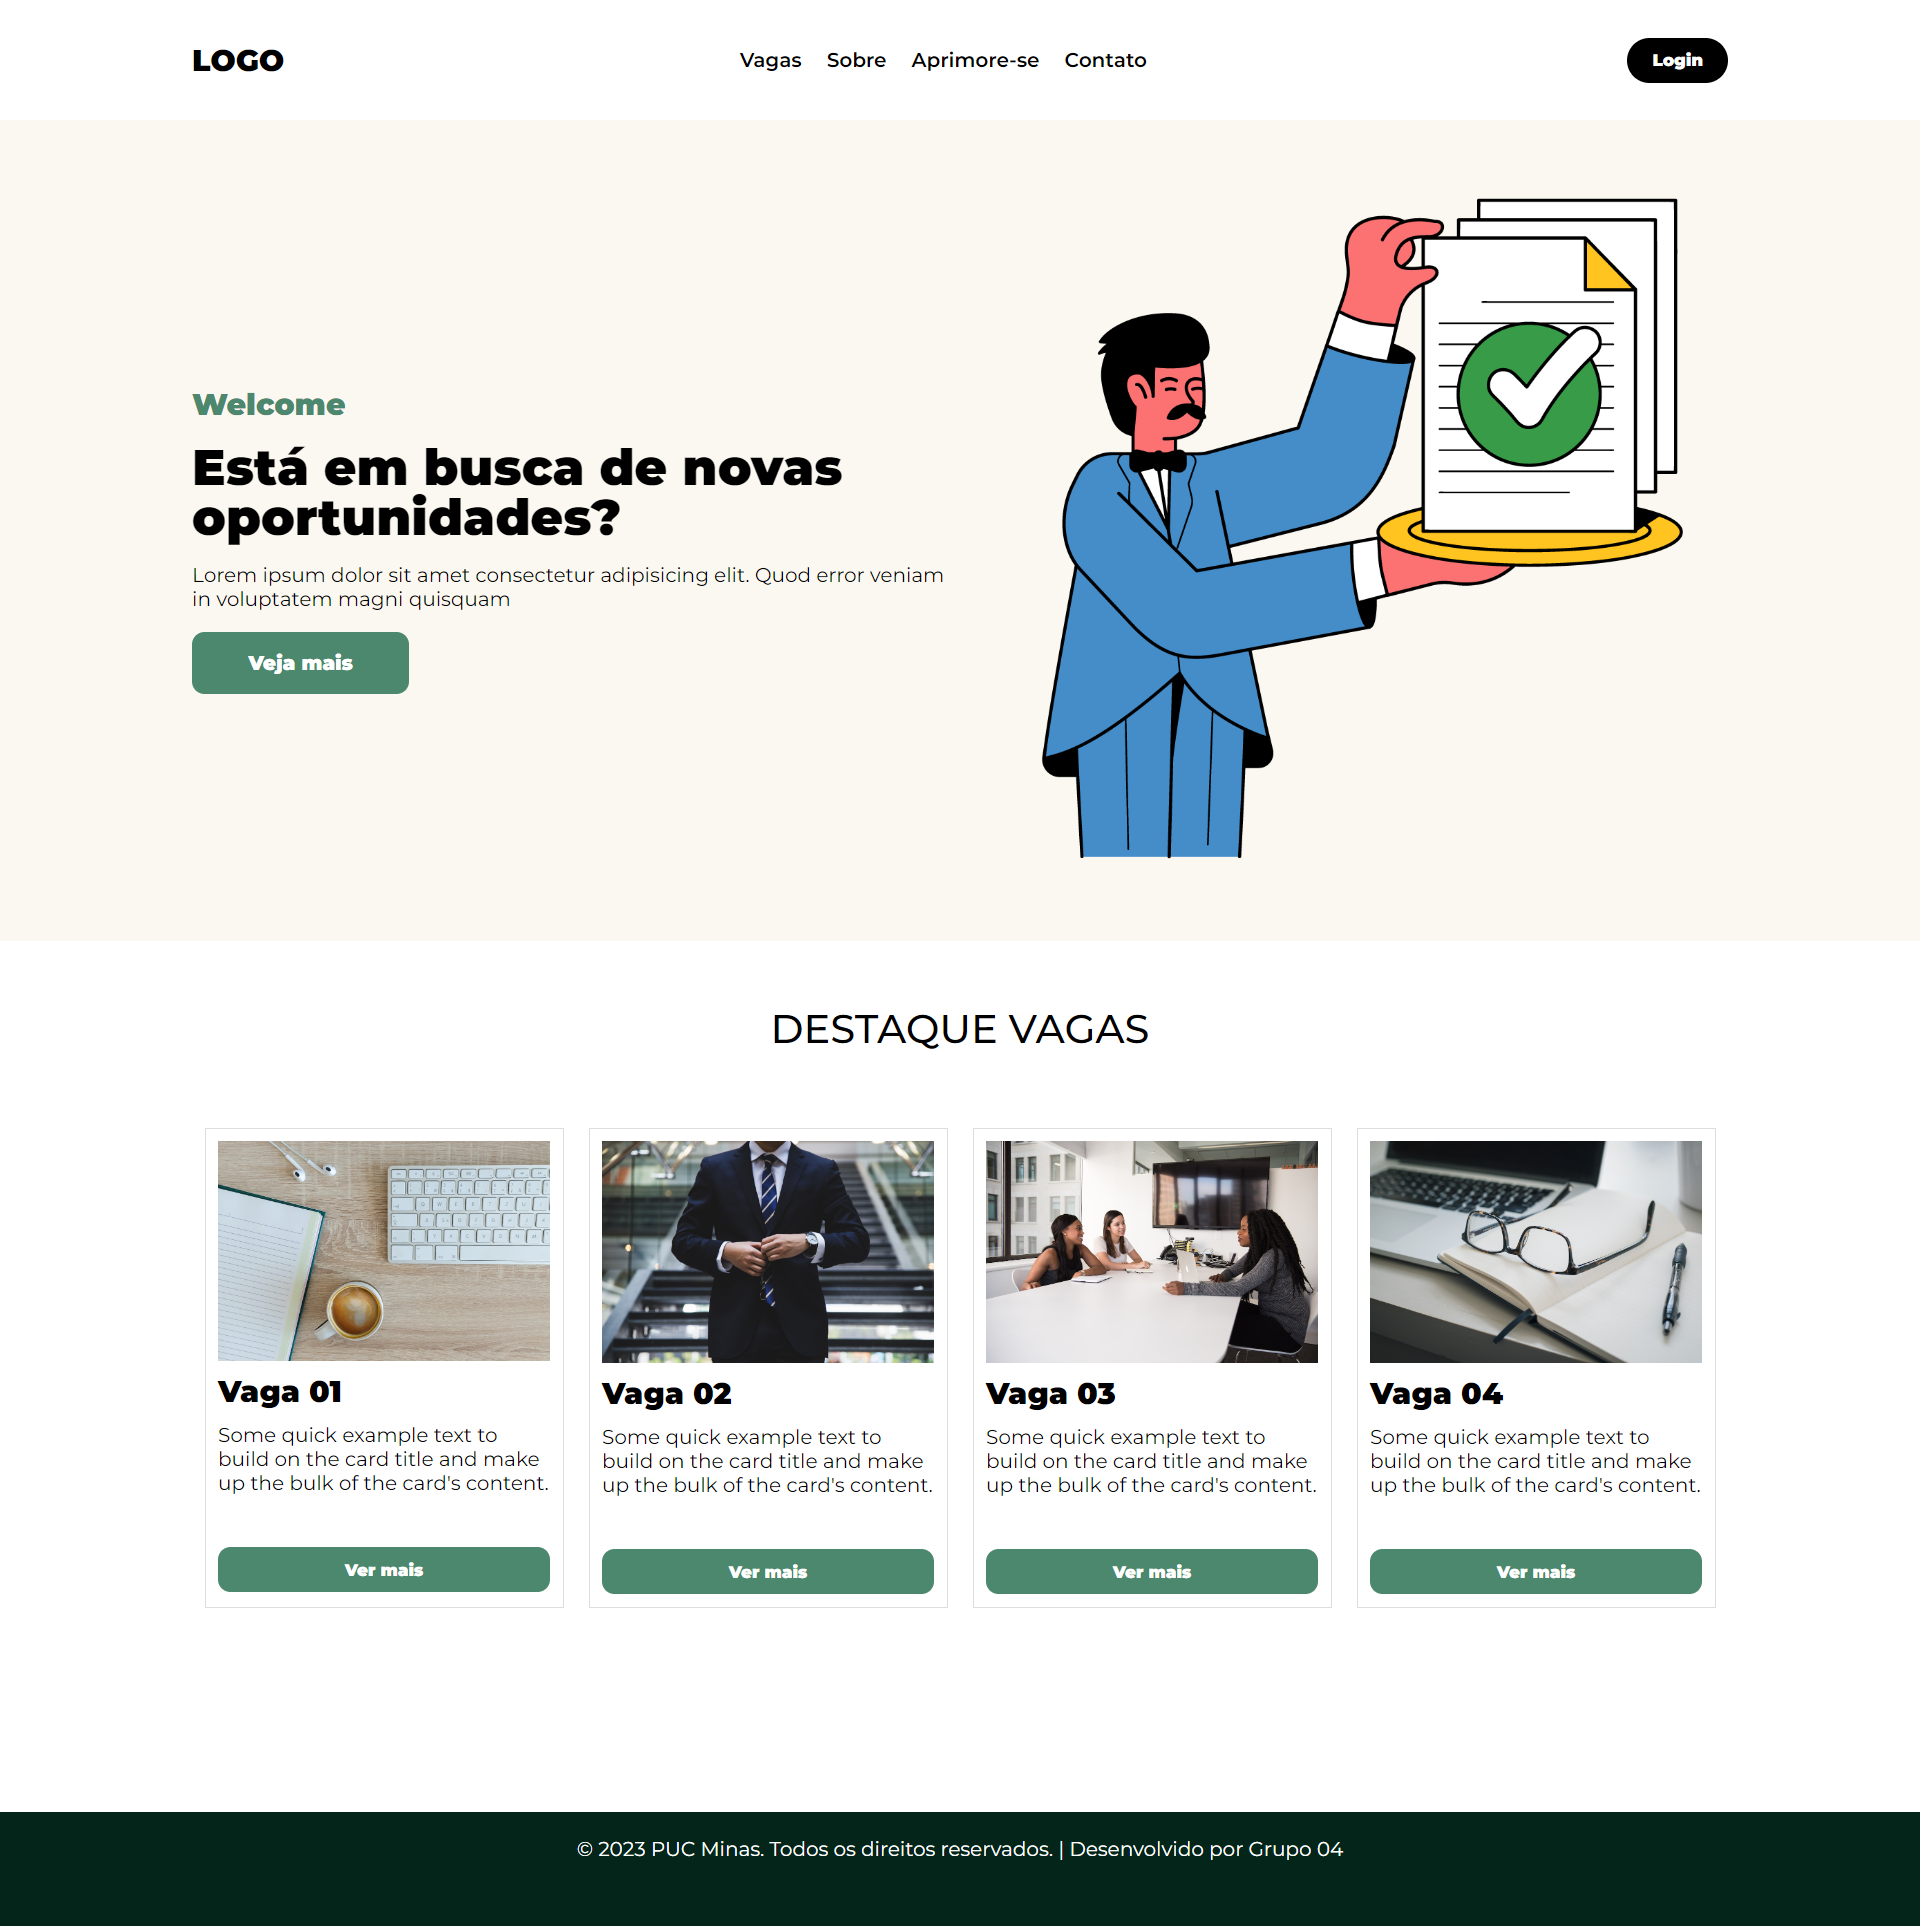 LOGO
Vagas Sobre Aprimore-se Contato
Login
Welcome
Está em busca de novas
oportunidades?
Lorem ipsum dolor sit amet consectetur adipisicing elit. Quod error veniam
in voluptatem magni quisquam
Veja mais
DESTAQUE VAGAS
Vaga 01
Some quick example text to
build on the card title and make
up the bulk of the card's content.
Ver mais
Vaga 02
Some quick example text to
build on the card title and make
up the bulk of the card's content.
Ver mais
Vaga 03
Some quick example text to
build on the card title and make
up the bulk of the card's content.
Ver mais
Vaga 04
Some quick example text to
build on the card title and make
up the bulk of the card's content.
Ver mais
© 2023 PUC Minas. Todos os direitos reservados. | Desenvolvido por Grupo 04